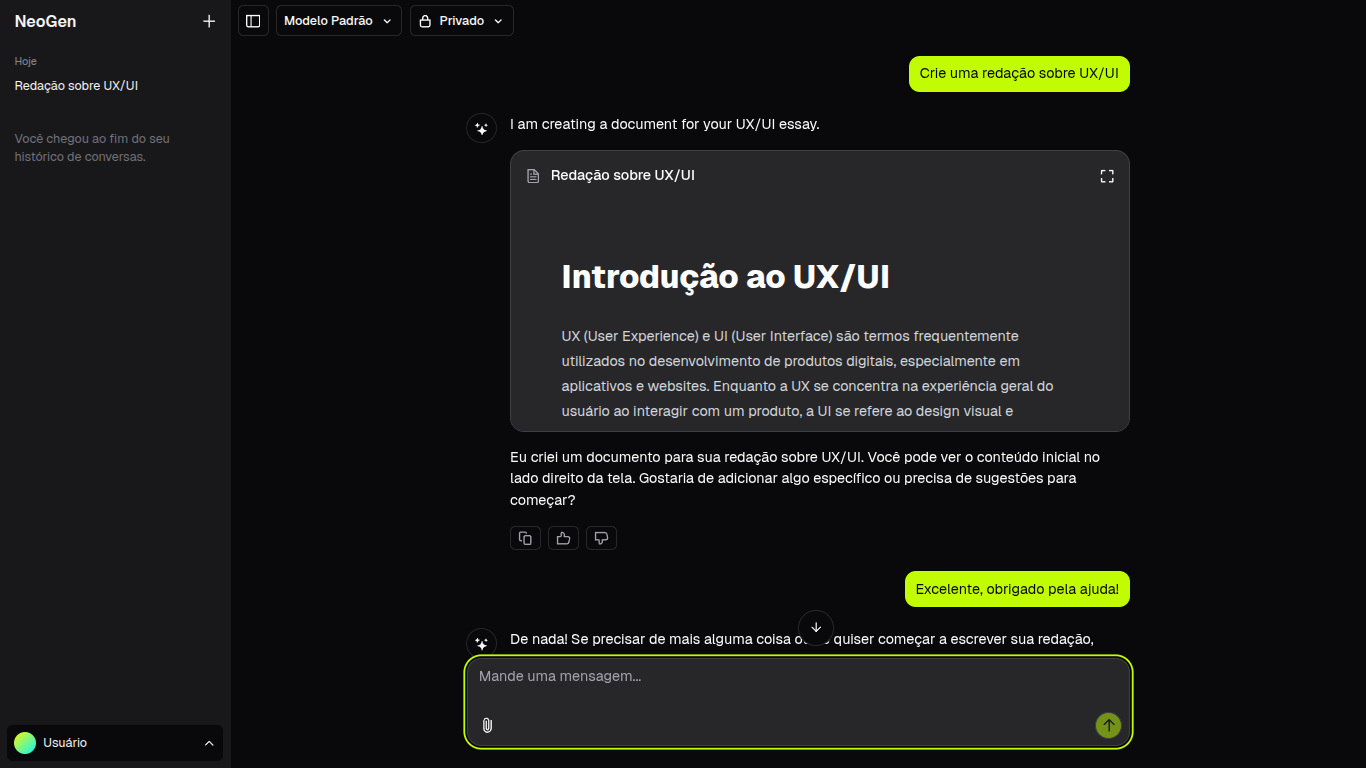 NeoGen
Hoje
Redação sobre UX/UI
Você chegou ao fim do seu
histórico de conversas.
Usuário
Modelo Padrão
Privado
Crie uma redação sobre UX/UI
I am creating a document for your UX/UI essay.
Redação sobre UX/UI
Introdução ao UX/UI
UX (User Experience) e UI (User Interface) são termos frequentemente
utilizados no desenvolvimento de produtos digitais, especialmente em
aplicativos e websites. Enquanto a UX se concentra na experiência geral do
usuário ao interagir com um produto, a UI se refere ao design visual e
Eu criei um documento para sua redação sobre UX/UI. Você pode ver o conteúdo inicial no
lado direito da tela. Gostaria de adicionar algo específico ou precisa de sugestões para
começar?
Excelente, obrigado pela ajuda!
De nada! Se precisar de mais alguma coisa quiser começar a escrever sua redação,
Mande uma mensagem...